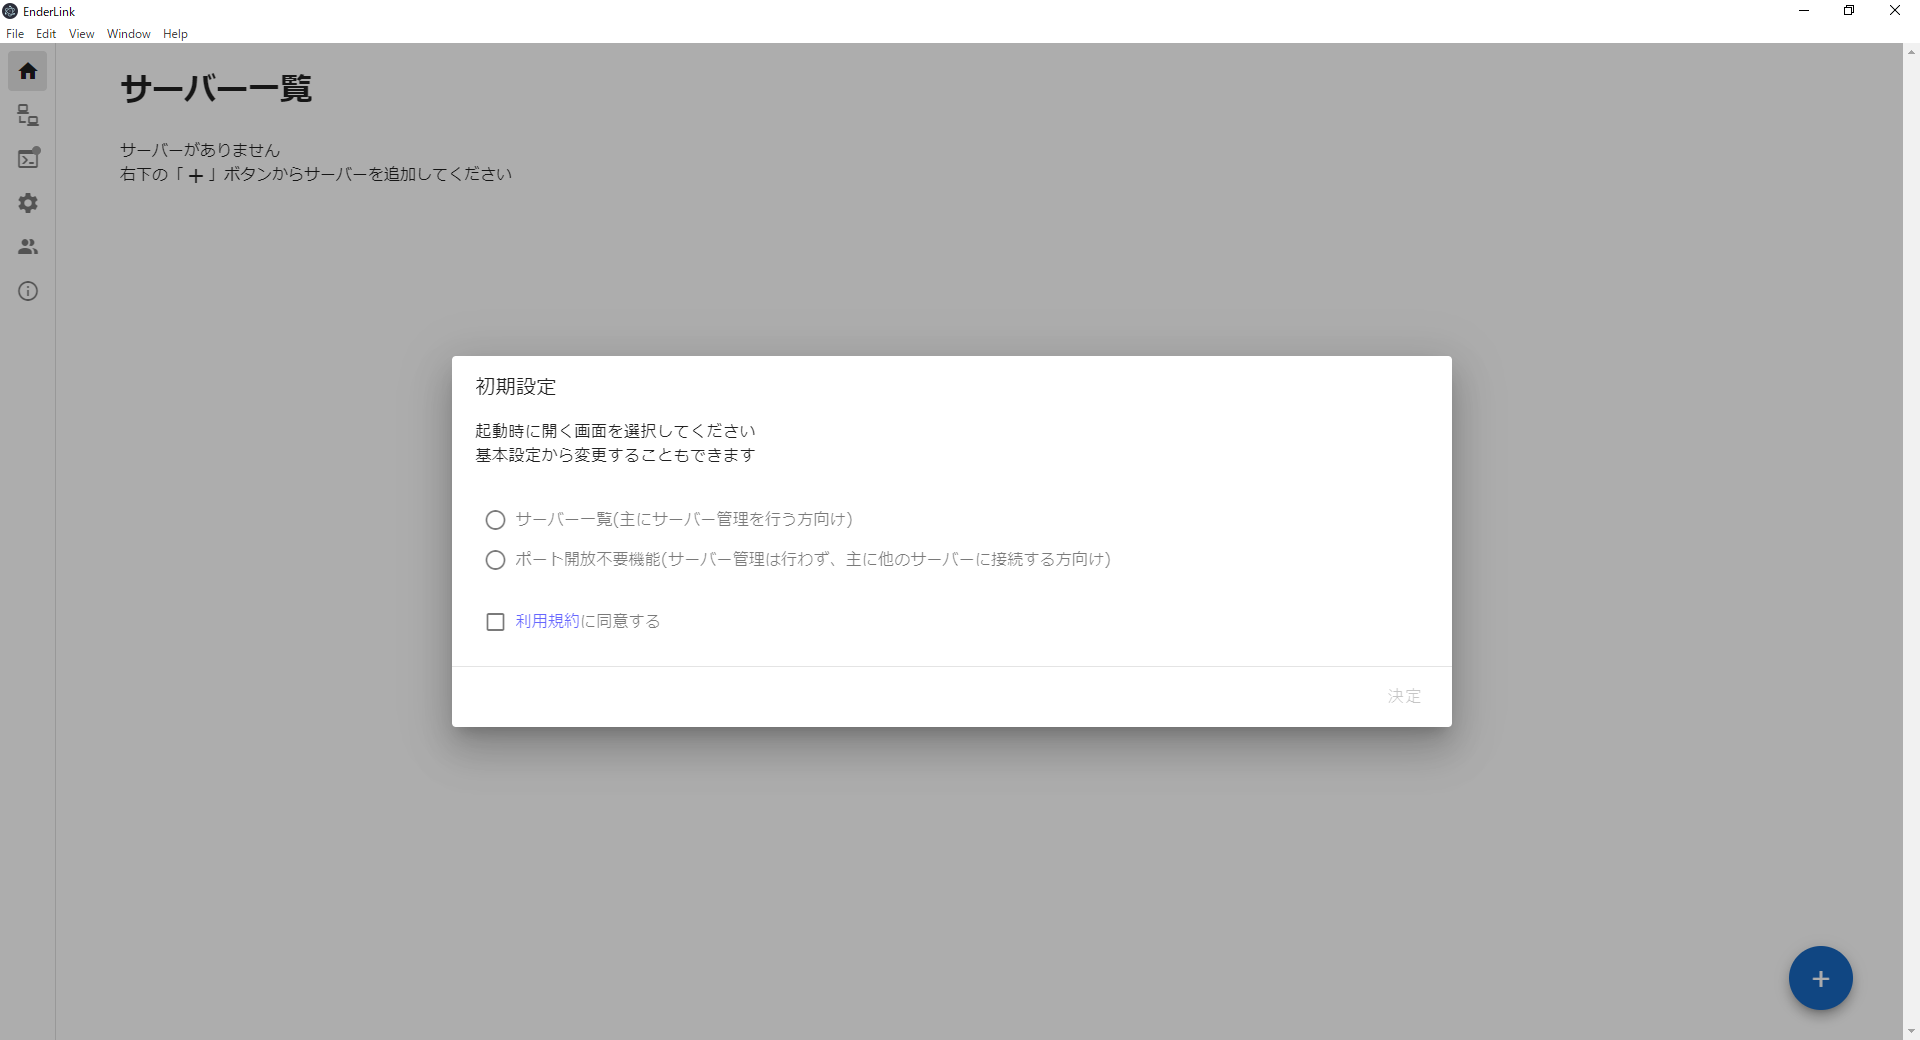 EnderLink
File Edit View Window Help
サーバー一覧
サーバーがありません
右下の「+」ボタンからサーバーを追加してください
初期設定
起動時に開く画面を選択してください
基本設定から変更することもできます
サーバー一覧(主にサーバー管理を行う方向け)
ポート開放不要機能(サーバー管理は行わず、主に他のサーバーに接続する方向け)
利用規約に同意する
決定